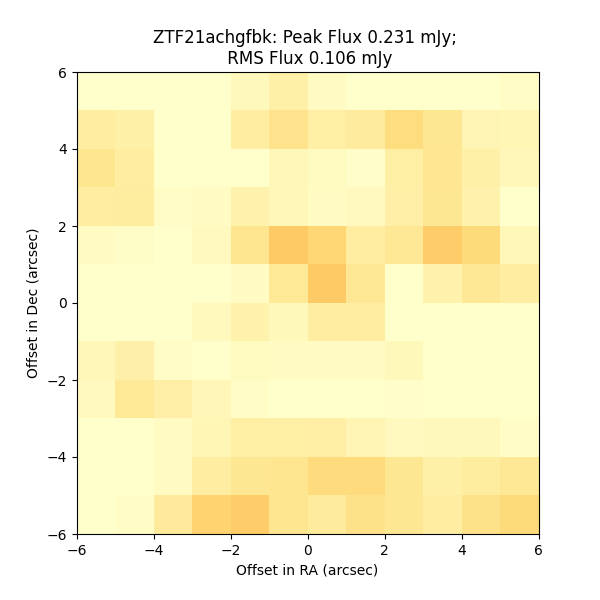 ZTF21achgfbk: Peak Flux 0.231 mJy;
RMS Flux 0.106 mJy
6
4
2
0
−2
−4
−6
Offset in Dec (arcsec)
−6 −4 −2 0 2 4 6
Offset in RA (arcsec)